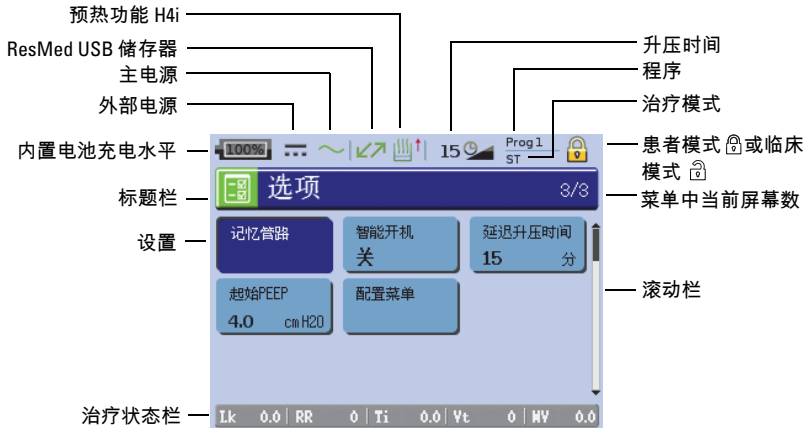 预热功能 H4i
ResMed USB 储存器
主电源
外部电源
内置电池充电水平
标题栏
设置
治疗状态栏
升压时间
程序
治疗模式
患者模式 或临床
模式
菜单中当前屏幕数
滚动栏
100% 15 Prog1
ST
选项 3/3
记忆管路 智能开机 延迟升压时间
关 15 分
起始PEEP 配置菜单
4.0 cmH2O
Lk 0.0 RR 0 Ti 0.0 Vt 0 MV 0.0